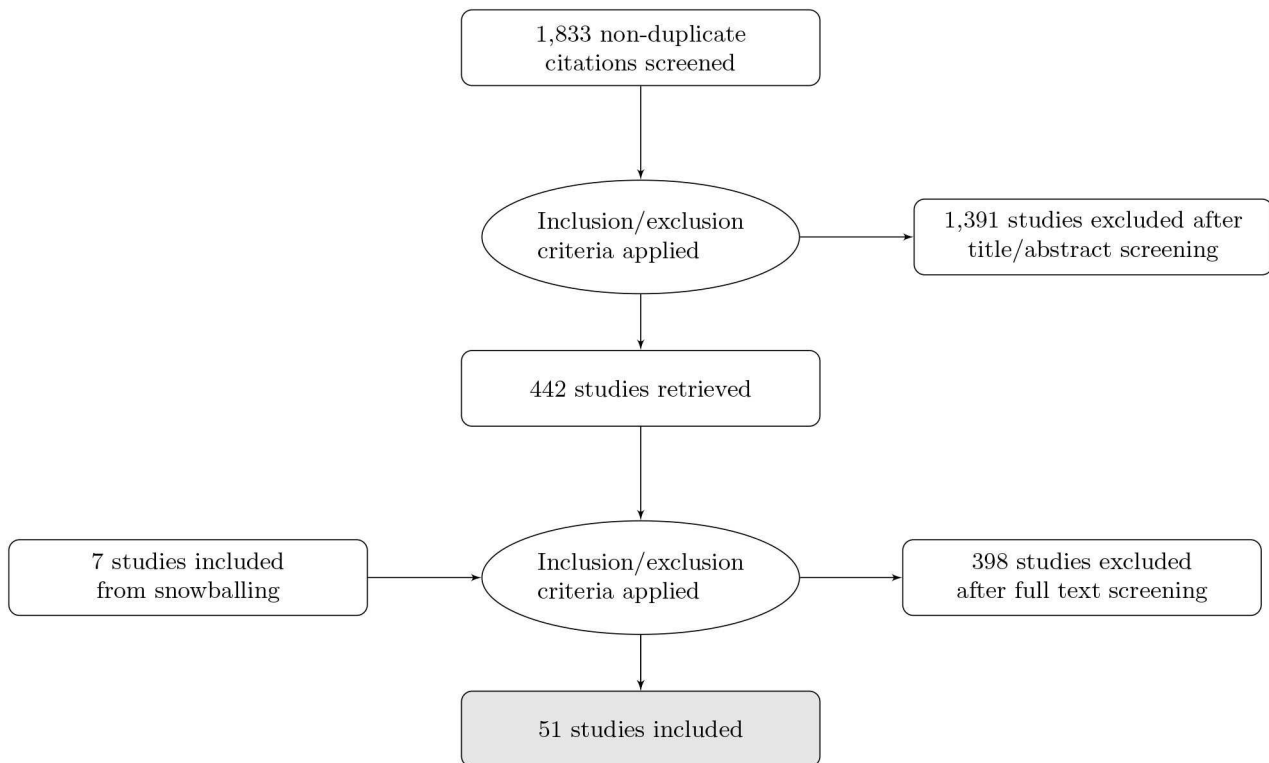 1,833 non-duplicate
citations screened
Inclusion/exclusion
criteria applied
1,391 studies excluded after
title/abstract screening
442 studies retrieved
7 studies included
from snowballing
Inclusion/exclusion
criteria applied
398 studies excluded
after full text screening
51 studies included